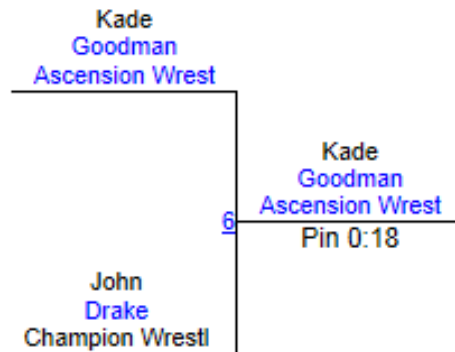 Kade
Goodman
Ascension Wrest
Kade
Goodman
Ascension Wrest
6
Pin 0:18
John
Drake
Champion Wrestl